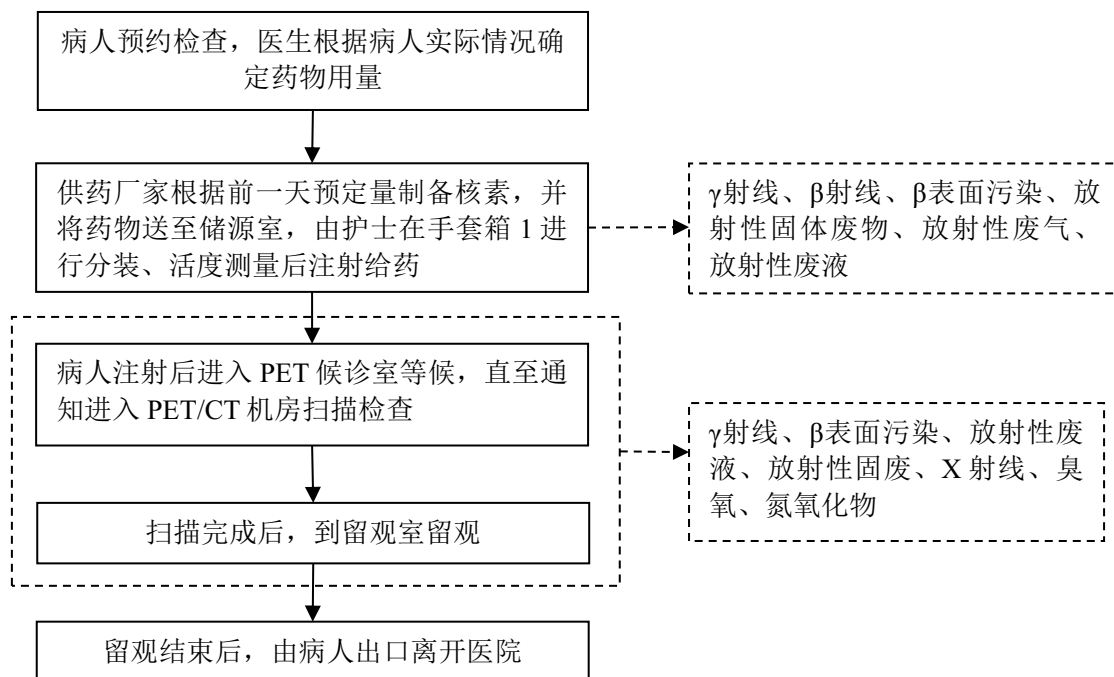 病人预约检查，医生根据病人实际情况确
定药物用量
供药厂家根据前一天预定量制备核素，并
将药物送至储源室，由护士在手套箱 1 进
行分装、活度测量后注射给药
γ射线、β射线、β表面污染、放
射性固体废物、放射性废气、
放射性废液
病人注射后进入 PET 候诊室等候，直至通
知进入 PET/CT 机房扫描检查
γ射线、β表面污染、放射性废
液、放射性固废、X 射线、臭
氧、氮氧化物
扫描完成后，到留观室留观
留观结束后，由病人出口离开医院